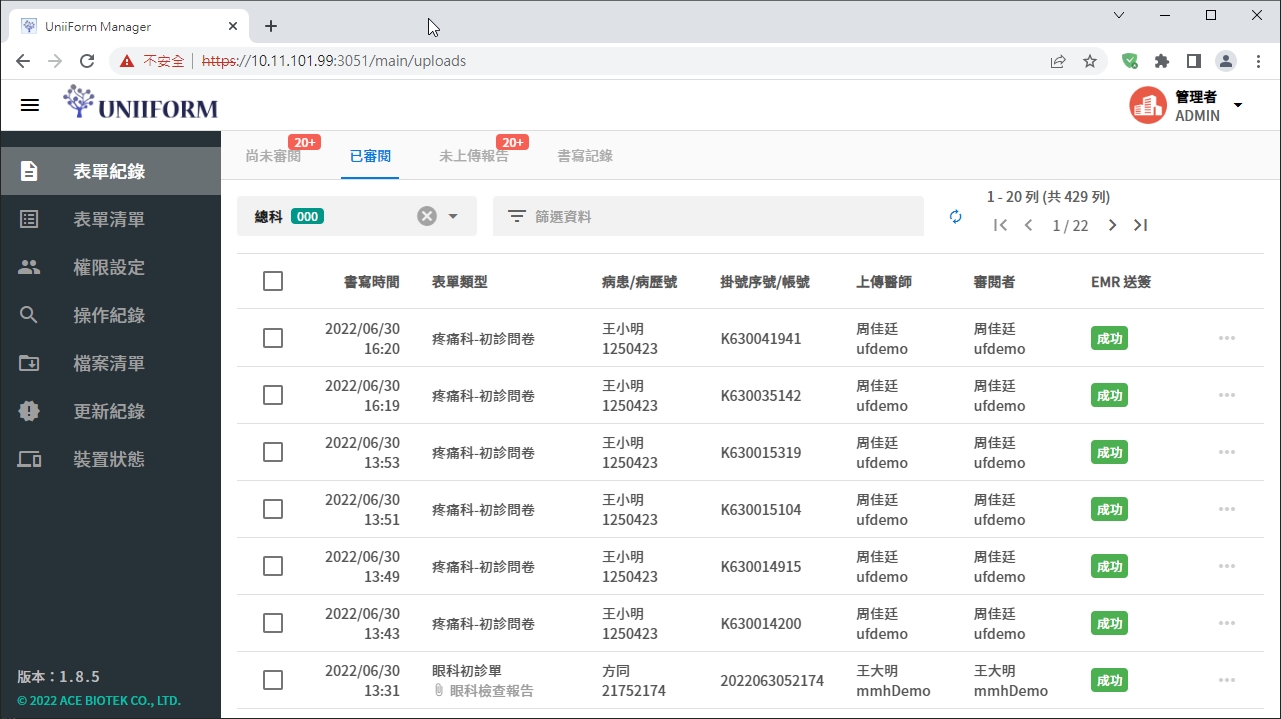 UniiForm Manager
不安全 https://10.11.101.99:3051/main/uploads
UNIIFORM
管理者
ADMIN
表單紀錄
表單清單
權限設定
操作紀錄
檔案清單
更新紀錄
裝置狀態
版本：1.8.5
© 2022 ACE BIOTEK CO., LTD.
尚未審閱 20+ 已審閱 未上傳報告 20+ 書寫記錄
總科 000 篩選資料
1 - 20 列 (共 429 列)
1 / 22
書寫時間 表單類型 病患/病歷號 掛號序號/帳號 上傳醫師 審閱者 EMR 送簽
2022/06/30 王小明 周佳廷 周佳廷
疼痛科-初診問卷 K630041941 成功
16:20 1250423 ufdemo ufdemo
2022/06/30 王小明 周佳廷 周佳廷
疼痛科-初診問卷 K630035142 成功
16:19 1250423 ufdemo ufdemo
2022/06/30 王小明 周佳廷 周佳廷
疼痛科-初診問卷 K630015319 成功
13:53 1250423 ufdemo ufdemo
2022/06/30 王小明 周佳廷 周佳廷
疼痛科-初診問卷 K630015104 成功
13:51 1250423 ufdemo ufdemo
2022/06/30 王小明 周佳廷 周佳廷
疼痛科-初診問卷 K630014915 成功
13:49 1250423 ufdemo ufdemo
2022/06/30 王小明 周佳廷 周佳廷
疼痛科-初診問卷 K630014200 成功
13:43 1250423 ufdemo ufdemo
2022/06/30 眼科初診單 方同 王大明 王大明
2022063052174 成功
13:31 眼科檢查報告 21752174 mmhDemo mmhDemo